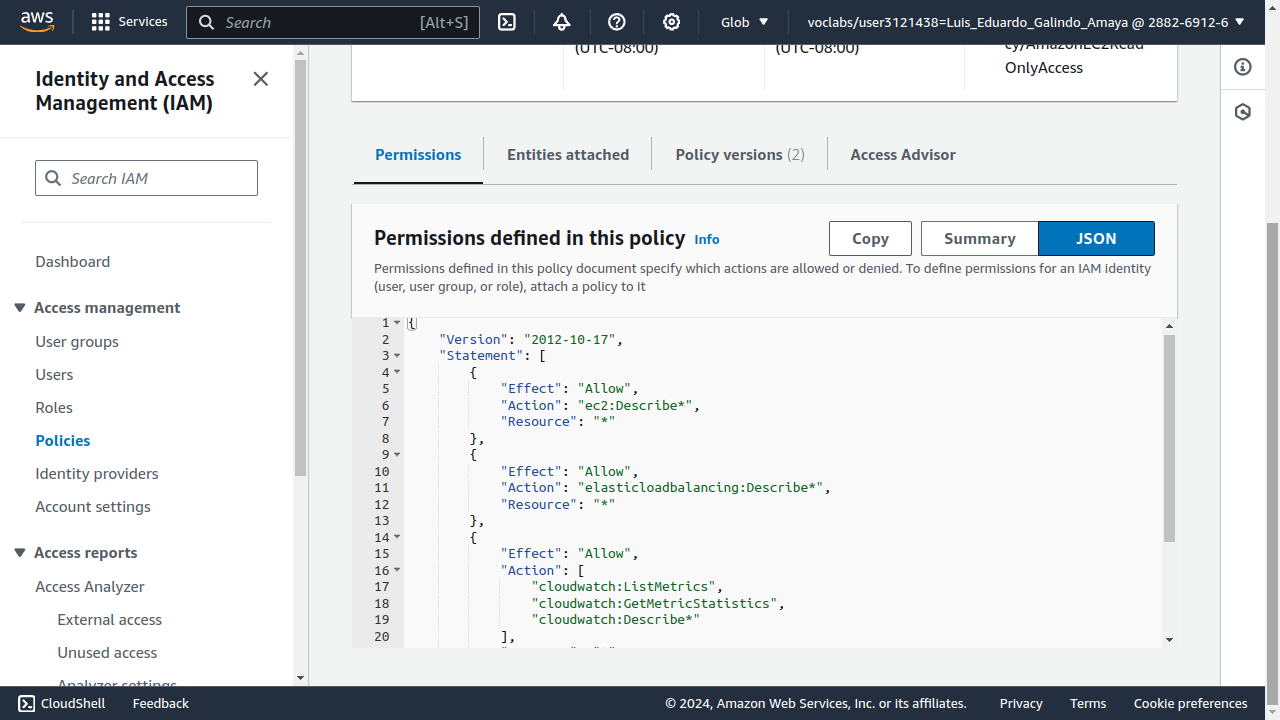 aws
Services
Search
[Alt+S]
Glob
voclabs/user3121438=Luis_Eduardo_Galindo_Amaya @ 2882-6912-6
Identity and Access
Management (IAM)
Search IAM
Dashboard
Access management
User groups
Users
Roles
Policies
Identity providers
Account settings
Access reports
Access Analyzer
External access
Unused access
Analyzer settings
(UTC-08:00)
(UTC-08:00)
cy/AmazonEC2Read
OnlyAccess
Permissions
Entities attached
Policy versions (2)
Access Advisor
Permissions defined in this policy Info
Copy
Summary
JSON
Permissions defined in this policy document specify which actions are allowed or denied. To define permissions for an IAM identity
(user, user group, or role), attach a policy to it
1 {
2 "Version": "2012-10-17",
3 "Statement": [
4 {
5 "Effect": "Allow",
6 "Action": "ec2:Describe*",
7 "Resource": "*"
8 },
9 {
10 "Effect": "Allow",
11 "Action": "elasticloadbalancing:Describe*",
12 "Resource": "*"
13 },
14 {
15 "Effect": "Allow",
16 "Action": [
17 "cloudwatch:ListMetrics",
18 "cloudwatch:GetMetricStatistics",
19 "cloudwatch:Describe*"
20 ],
CloudShell
Feedback
© 2024, Amazon Web Services, Inc. or its affiliates.
Privacy
Terms
Cookie preferences